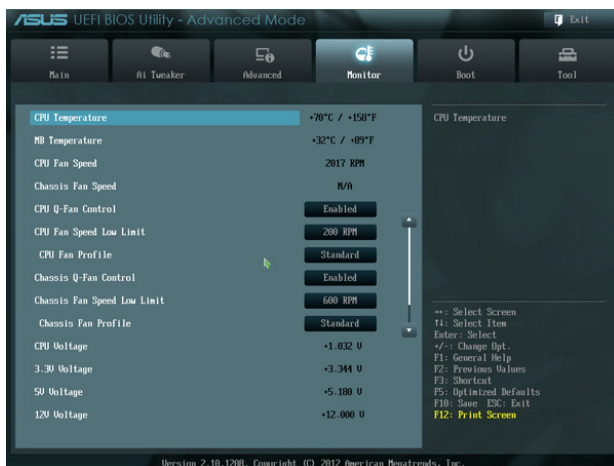 ASUS UEFI BIOS Utility - Advanced Mode
Exit
Main
Ai Tweaker
Advanced
Monitor
Boot
Tool
CPU Temperature +70°C / +158°F
MB Temperature +32°C / +89°F
CPU Fan Speed 2017 RPM
Chassis Fan Speed N/A
CPU Q-Fan Control Enabled
CPU Fan Speed Low Limit 200 RPM
CPU Fan Profile Standard
Chassis Q-Fan Control Enabled
Chassis Fan Speed Low Limit 600 RPM
Chassis Fan Profile Standard
CPU Voltage +1.032 V
3.3V Voltage +3.344 V
5V Voltage +5.180 V
12V Voltage +12.000 V
CPU Temperature
→←: Select Screen
↑↓: Select Item
Enter: Select
+/-: Change Opt.
F1: General Help
F2: Previous Values
F3: Shortcut
F5: Optimized Defaults
F10: Save ESC: Exit
F12: Print Screen
Version 2.10.1208. Copyright (C) 2012 American Megatrends, Inc.